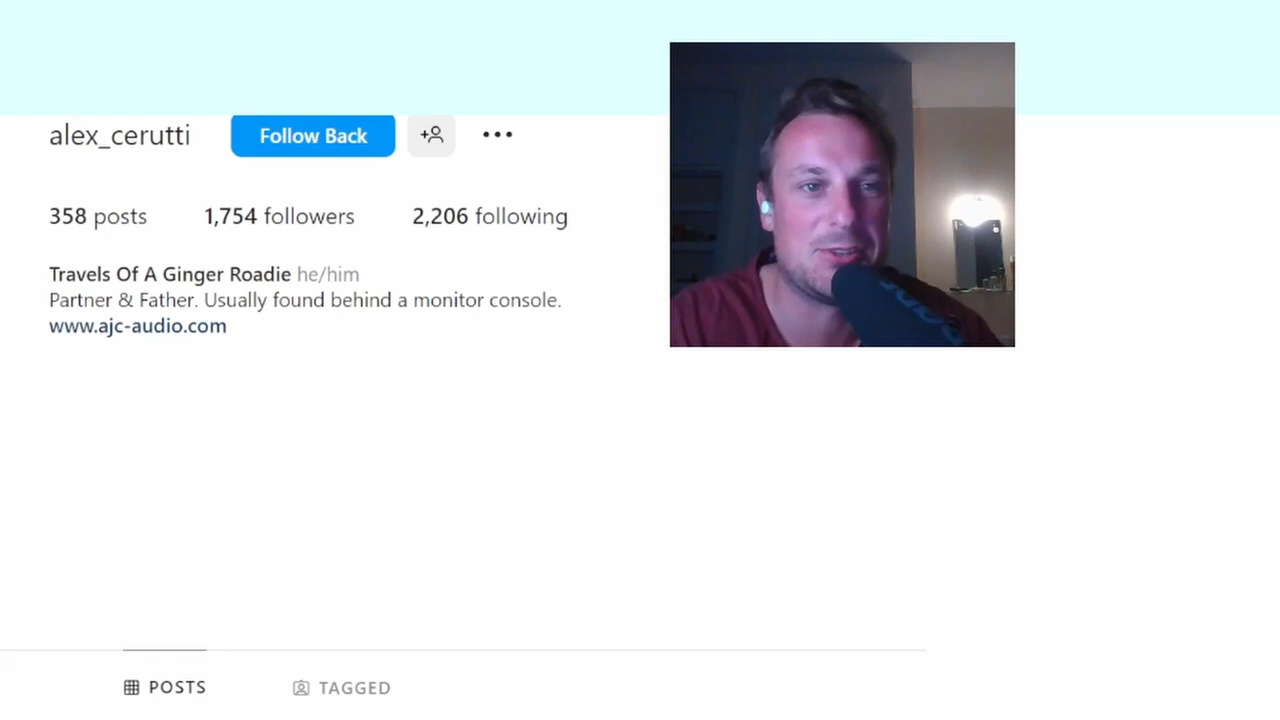 alex_cerutti Follow Back
358 posts 1,754 followers 2,206 following
Travels Of A Ginger Roadie he/him
Partner & Father. Usually found behind a monitor console.
www.ajc-audio.com
POSTS TAGGED